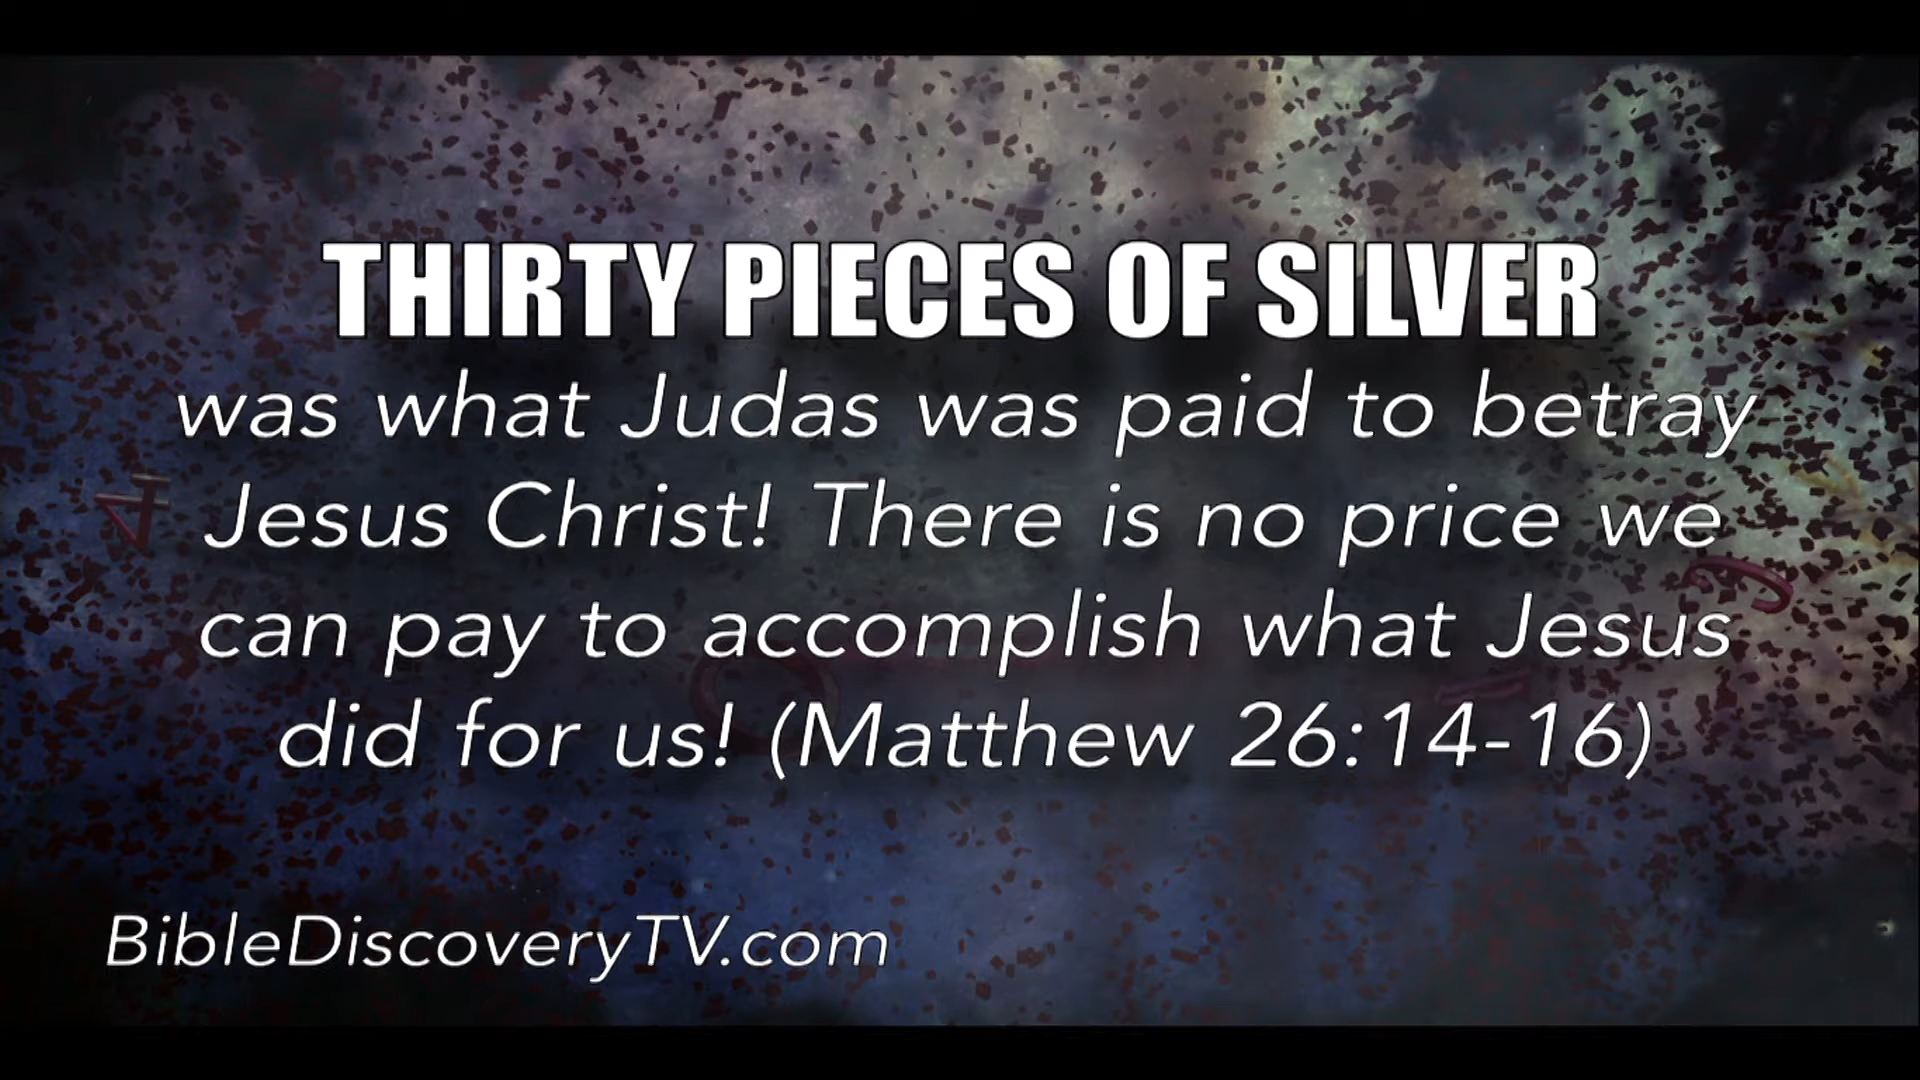 THIRTY PIECES OF SILVER
was what Judas was paid to betray
Jesus Christ! There is no price we
can pay to accomplish what Jesus
did for us! (Matthew 26:14-16)
BibleDiscoveryTV.com